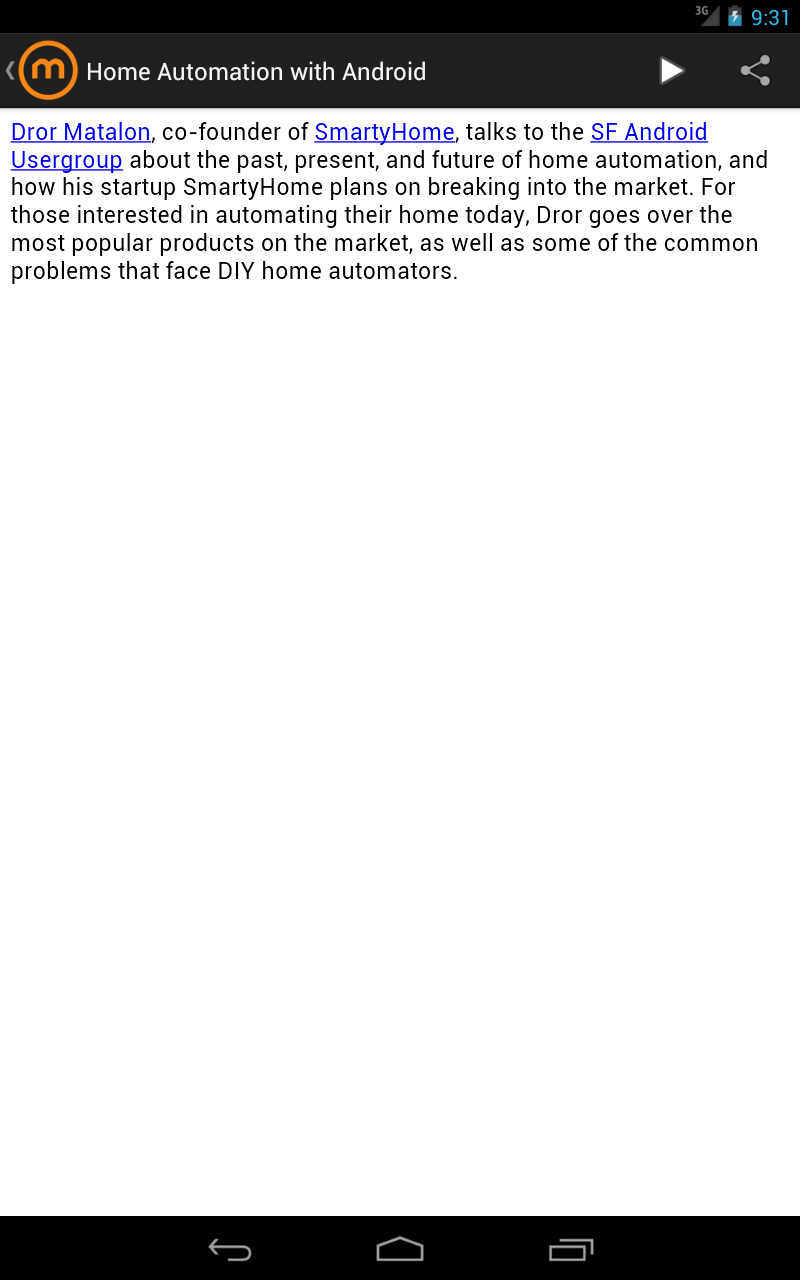 3G 9:31
m Home Automation with Android
Dror Matalon, co-founder of SmartyHome, talks to the SF Android
Usergroup about the past, present, and future of home automation, and
how his startup SmartyHome plans on breaking into the market. For
those interested in automating their home today, Dror goes over the
most popular products on the market, as well as some of the common
problems that face DIY home automators.